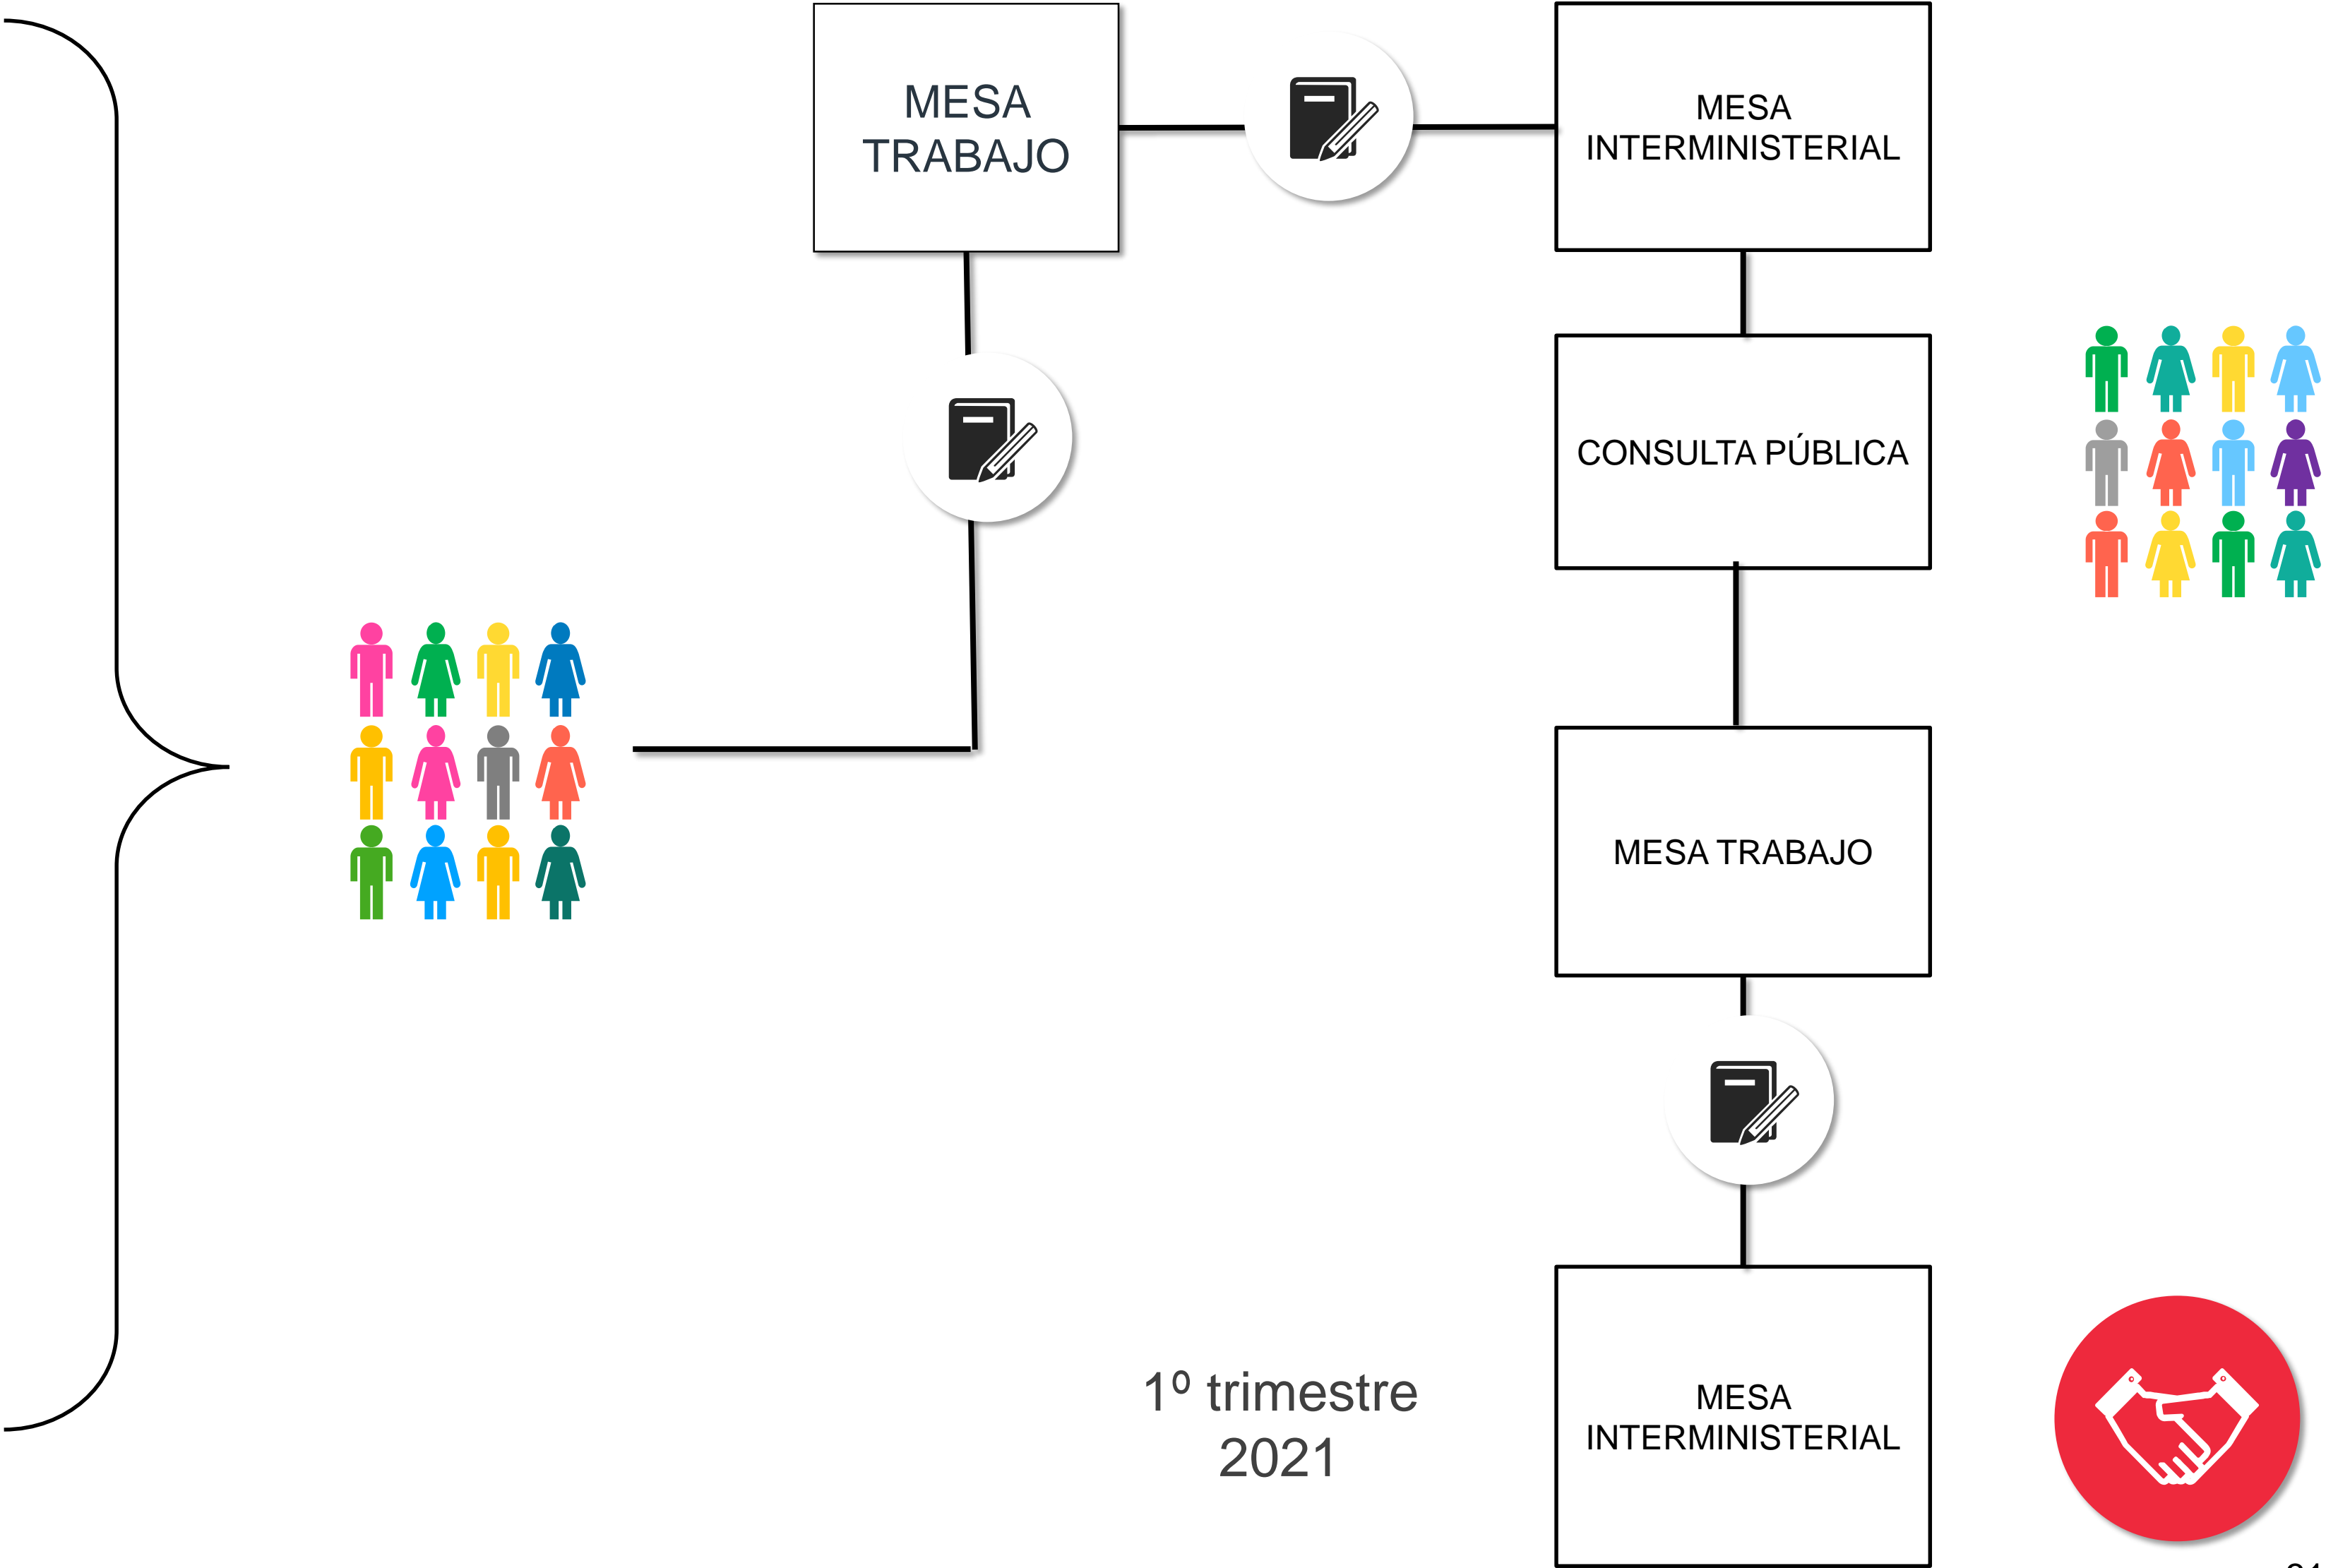 MESA
TRABAJO
MESA
INTERMINISTERIAL
CONSULTA PÚBLICA
MESA TRABAJO
1º trimestre
2021
MESA
INTERMINISTERIAL